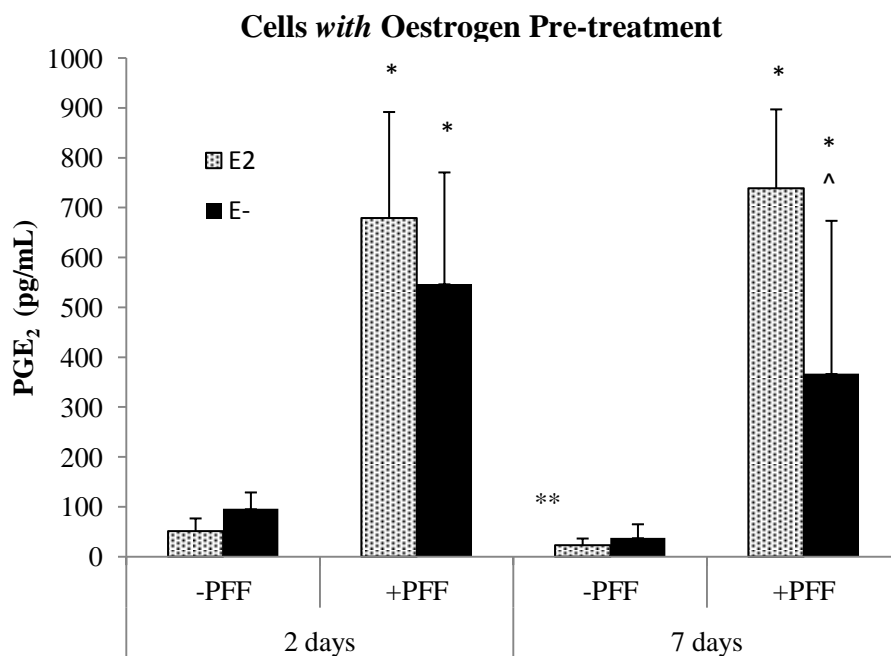 Cells with Oestrogen Pre-treatment
1000
900
800
700
600
500
400
300
200
100
0
PGE₂ (pg/mL)
E2
E-
*
*
**
*
*
^
-PFF
+PFF
-PFF
+PFF
2 days
7 days